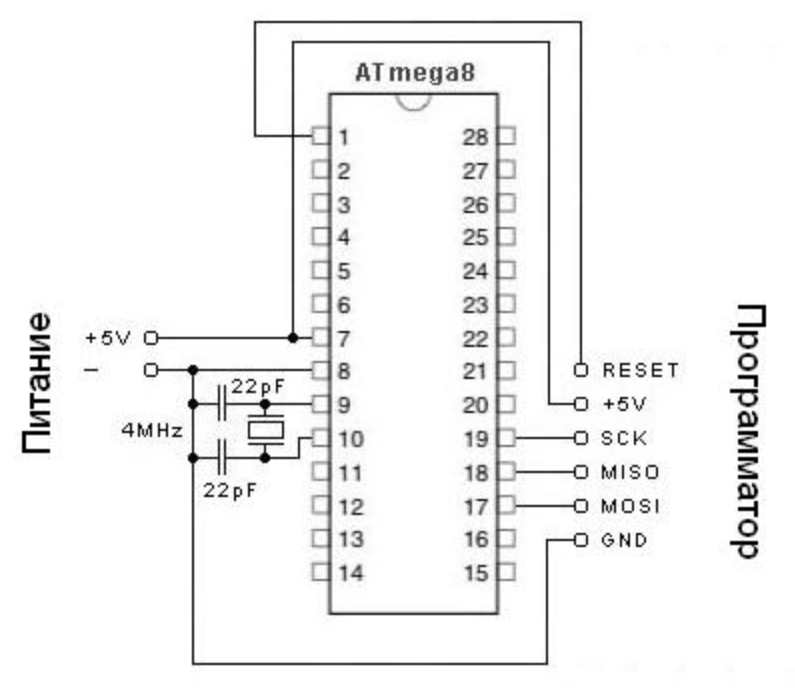 ATmega8
1 28
2 27
3 26
4 25
5 24
6 23
+5V 7 22
– 8 21 RESET
22pF
9 20 +5V
4MHz
10 19 SCK
11 18 MISO
22pF
12 17 MOSI
13 16 GND
14 15
Питание
Программатор